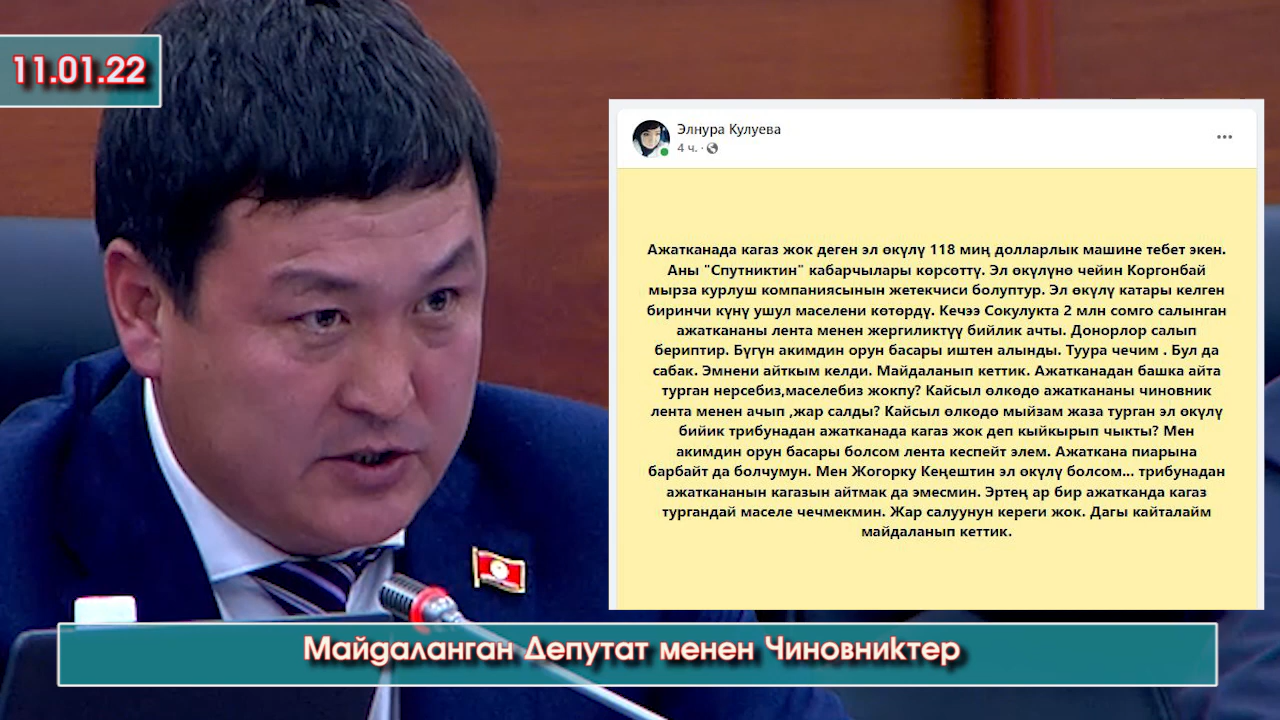 11.01.22
Элнура Кулуева
4 ч. ·
Ажатканада кагаз жок деген эл өкүлү 118 миң долларлык машине тебет экен.
Аны "Спутниктин" кабарчылары көрсөттү. Эл өкүлүнө чейин Коргонбай
мырза курлуш компаниясынын жетекчиси болуптур. Эл өкүлү катары келген
биринчи күнү ушул маселени көтөрдү. Кечээ Сокулукта 2 млн сомго салынган
ажаткананы лента менен жергиликтүү бийлик ачты. Донорлор салып
бериптир. Бүгүн акимдин орун басары иштен алынды. Туура чечим . Бул да
сабак. Эмнени айткым келди. Майдаланып кеттик. Ажатканадан башка айта
турган нерсебиз,маселебиз жокпу? Кайсыл өлкөдө ажаткананы чиновник
лента менен ачып ,жар салды? Кайсыл өлкөдө мыйзам жаза турган эл өкүлү
бийик трибунадан ажатканада кагаз жок деп кыйкырып чыкты? Мен
акимдин орун басары болсом лента кеспейт элем. Ажаткана пиарына
барбайт да болчумун. Мен Жогорку Кеңештин эл өкүлү болсом... трибунадан
ажаткананын кагазын айтмак да эмесмин. Эртең ар бир ажатканда кагаз
тургандай маселе чечмекмин. Жар салуунун кереги жок. Дагы кайталайм
майдаланып кеттик.
Майдаланган Депутат менен Чиновниктер